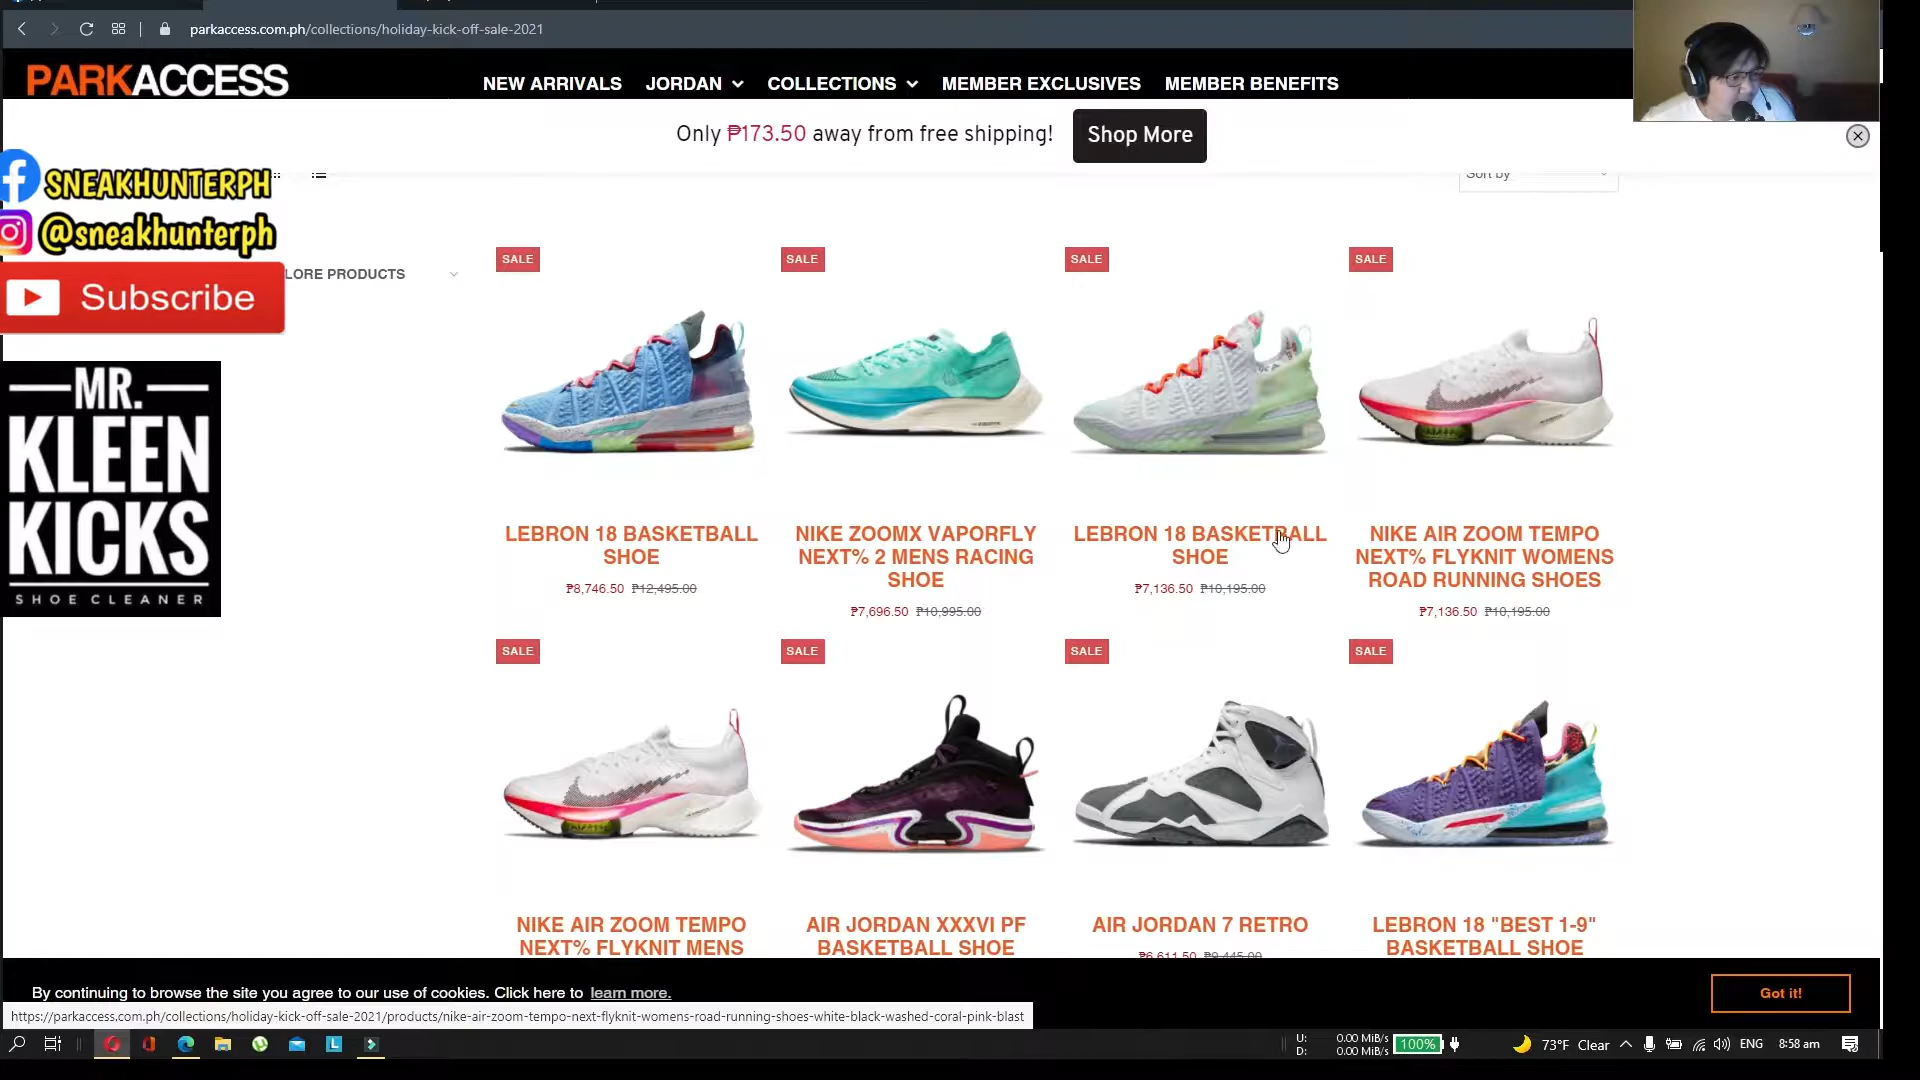 parkaccess.com.ph/collections/holiday-kick-off-sale-2021
PARKACCESS
NEW ARRIVALS
JORDAN
COLLECTIONS
MEMBER EXCLUSIVES
MEMBER BENEFITS
Only ₱173.50 away from free shipping!
Shop More
SNEAKHUNTERPH
@sneakhunterph
Subscribe
Sort by
LORE PRODUCTS
MR.
KLEEN
KICKS
SHOE CLEANER
SALE
SALE
SALE
SALE
LEBRON 18 BASKETBALL
SHOE
₱8,746.50 ₱12,495.00
NIKE ZOOMX VAPORFLY
NEXT% 2 MENS RACING
SHOE
₱7,696.50 ₱10,995.00
LEBRON 18 BASKETBALL
SHOE
₱7,136.50 ₱10,195.00
NIKE AIR ZOOM TEMPO
NEXT% FLYKNIT WOMENS
ROAD RUNNING SHOES
₱7,136.50 ₱10,195.00
SALE
SALE
SALE
SALE
NIKE AIR ZOOM TEMPO
NEXT% FLYKNIT MENS
AIR JORDAN XXXVI PF
BASKETBALL SHOE
AIR JORDAN 7 RETRO
₱6,611.50 ₱9,445.00
LEBRON 18 "BEST 1-9"
BASKETBALL SHOE
By continuing to browse the site you agree to our use of cookies. Click here to learn more.
Got it!
https://parkaccess.com.ph/collections/holiday-kick-off-sale-2021/products/nike-air-zoom-tempo-next-flyknit-womens-road-running-shoes-white-black-washed-coral-pink-blast
U: 0.00 MiB/s
D: 0.00 MiB/s
100%
73°F Clear
ENG
8:58 am